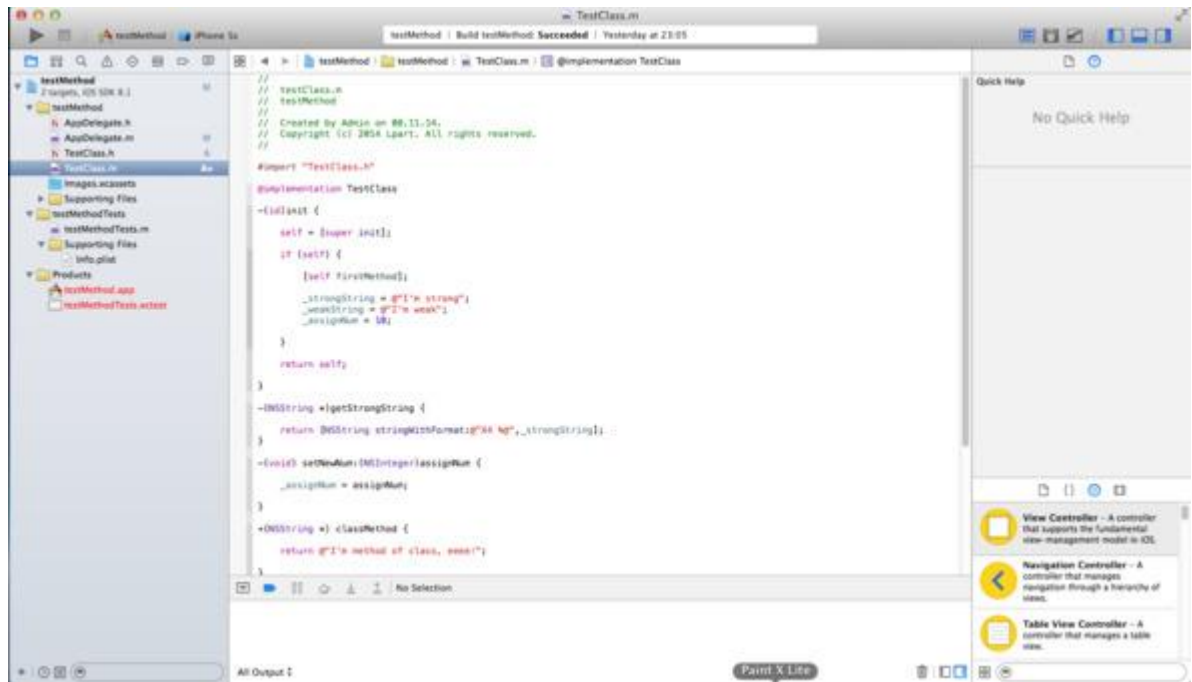 TestClass.m
testMethod iPhone 5s
testMethod | Build testMethod: Succeeded | Yesterday at 23:05
testMethod testMethod TestClass.m @implementation TestClass
testMethod
2 targets, iOS SDK 8.1
M
testMethod
AppDelegate.h
AppDelegate.m
M
TestClass.h
A
TestClass.m
Images.xcassets
Supporting Files
testMethodTests
testMethodTests.m
Supporting Files
Info.plist
Products
testMethod.app
testMethodTests.xctest
//
// testClass.m
// testMethod
//
// Created by Admin on 08.11.14.
// Copyright (c) 2014 Lpart. All rights reserved.
//
#import "TestClass.h"
@implementation TestClass
-(id)init {
self = [super init];
if (self) {
[self firstMethod];
_strongString = @"I'm strong";
_weakString = @"I'm weak";
_assignNum = 10;
}
return self;
}
-(NSString *)getStrongString {
return [NSString stringWithFormat:@" %@",_strongString];
}
-(void) setNewNum:(NSInteger)assignNum {
_assignNum = assignNum;
}
+(NSString *) classMethod {
return @"I'm method of class,
}
No Selection
All Output
Paint X Lite
Quick Help
No Quick Help
{}
View Controller - A controller
that supports the fundamental
view-management model in iOS.
Navigation Controller - A
controller that manages
navigation through a hierarchy of
views.
Table View Controller - A
controller that manages a table
view.